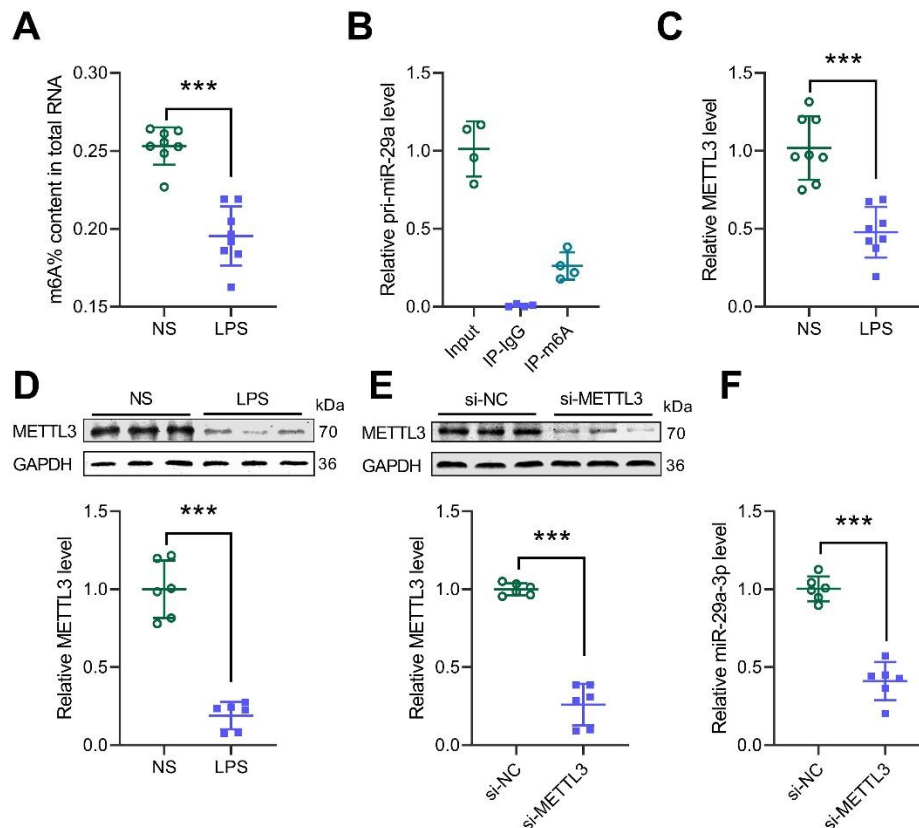 A
m6A% content in total RNA
0.30
0.25
0.20
0.15
***
NS
LPS
B
Relative pri-miR-29a level
1.5
1.0
0.5
0.0
Input
IP-IgG
IP-m6A
C
Relative METTL3 level
1.5
1.0
0.5
0.0
***
NS
LPS
D
NS
LPS
kDa
METTL3
70
GAPDH
36
Relative METTL3 level
1.5
1.0
0.5
0.0
***
NS
LPS
E
si-NC
si-METTL3
kDa
METTL3
70
GAPDH
36
Relative METTL3 level
1.5
1.0
0.5
0.0
***
si-NC
si-METTL3
F
Relative miR-29a-3p level
1.5
1.0
0.5
0.0
***
si-NC
si-METTL3